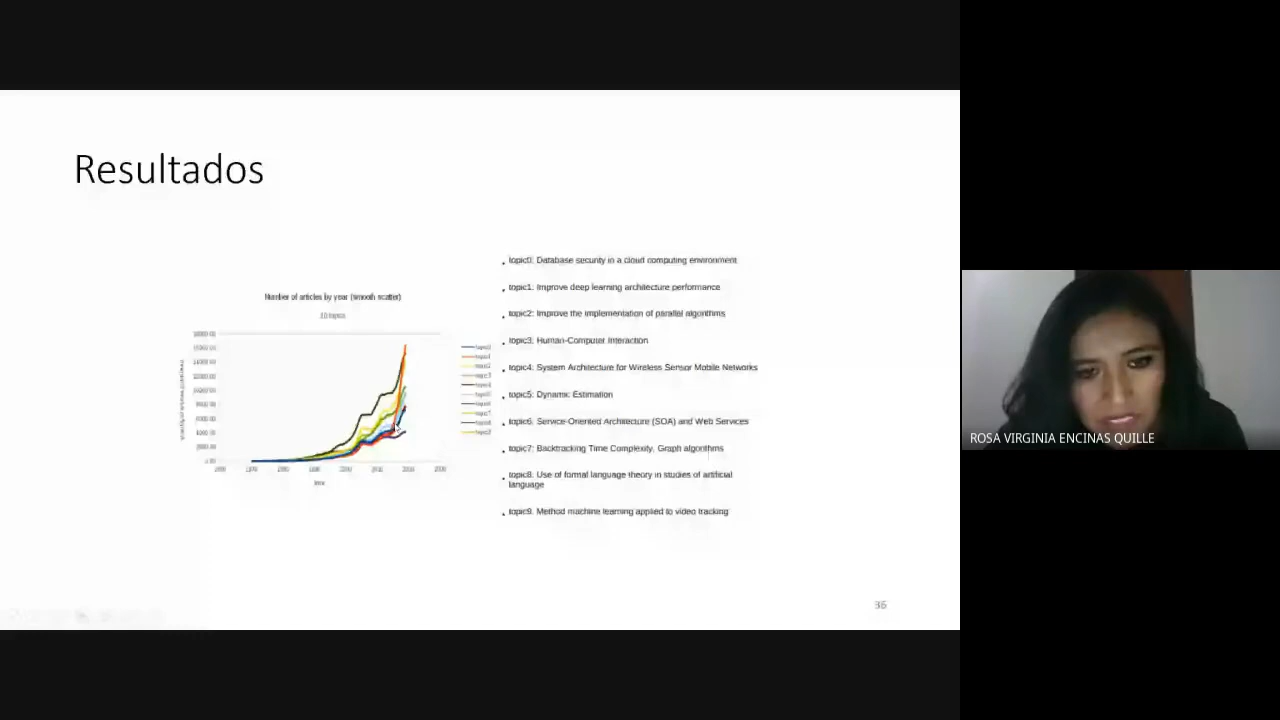 Resultados
Number of articles by year (smooth scatter)
10 topics
topic0: Database security in a cloud computing environment
topic1: Improve deep learning architecture performance
topic2: Improve the implementation of parallel algorithms
topic3: Human-Computer Interaction
topic4: System Architecture for Wireless Sensor Mobile Networks
topic5: Dynamic Estimation
topic6: Service-Oriented Architecture (SOA) and Web Services
topic7: Backtracking Time Complexity, Graph algorithms
topic8: Use of formal language theory in studies of artificial
language
topic9: Method machine learning applied to video tracking
36
ROSA VIRGINIA ENCINAS QUILLE